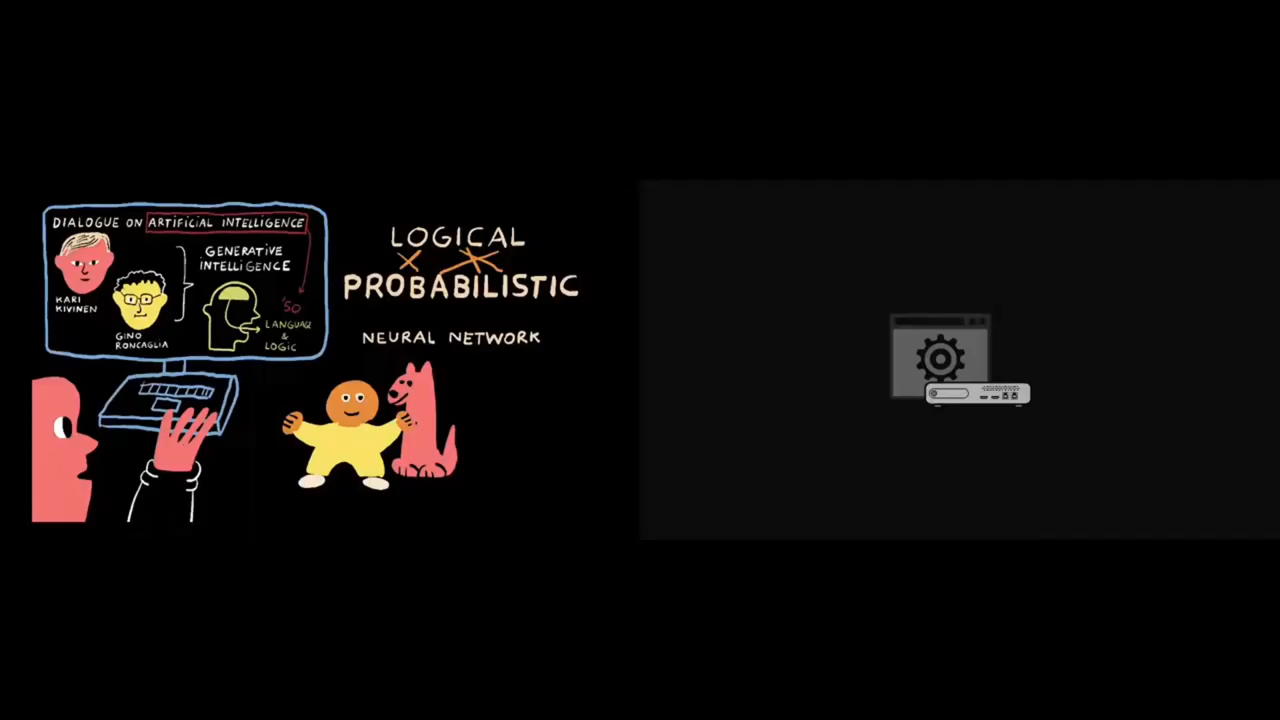 DIALOGUE ON ARTIFICIAL INTELLIGENCE
GENERATIVE
INTELLIGENCE
KARI
KIVINEN
GINO
RONCAGLIA
'50
LANGUAGE
&
LOGIC
LOGICAL
PROBABILISTIC
NEURAL NETWORK